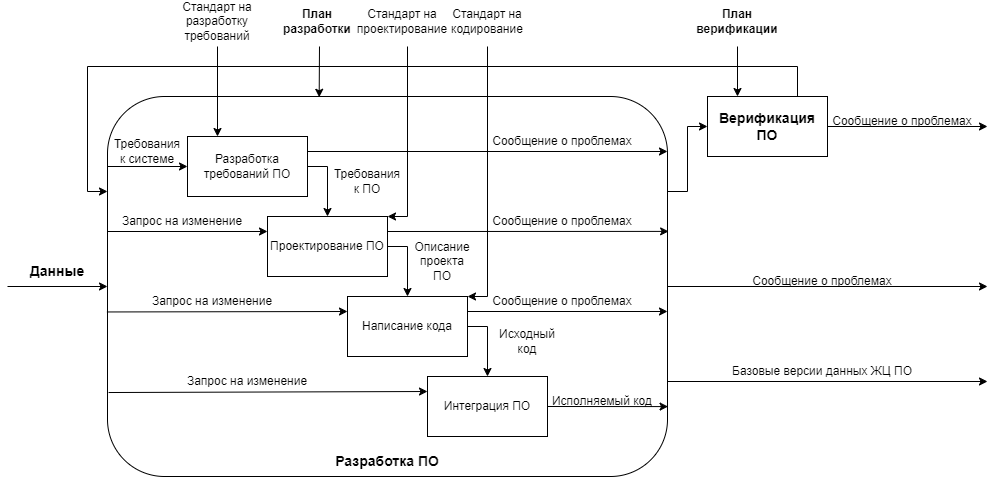 Стандарт на
разработку
требований
План
разработки
Стандарт на
проектирование
Стандарт на
кодирование
План
верификации
Верификация
ПО
Сообщение о проблемах
Требования
к системе
Разработка
требований ПО
Сообщение о проблемах
Требования
к ПО
Запрос на изменение
Проектирование ПО
Сообщение о проблемах
Описание
проекта
ПО
Данные
Сообщение о проблемах
Запрос на изменение
Написание кода
Сообщение о проблемах
Исходный
код
Базовые версии данных ЖЦ ПО
Запрос на изменение
Интеграция ПО
Исполняемый код
Разработка ПО